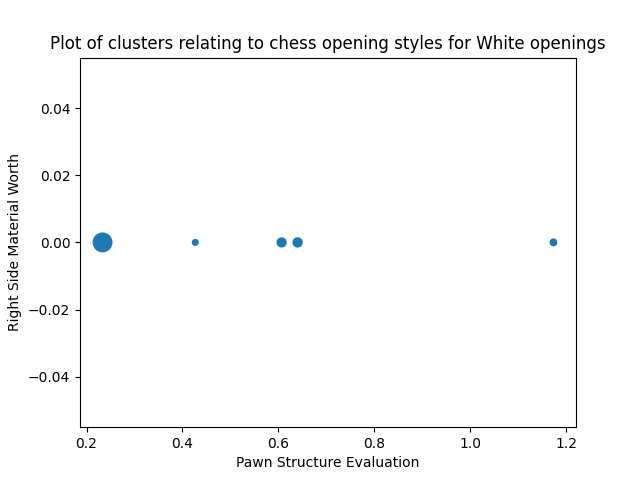 Plot of clusters relating to chess opening styles for White openings
0.04
0.02
0.00
−0.02
−0.04
Right Side Material Worth
0.2 0.4 0.6 0.8 1.0 1.2
Pawn Structure Evaluation